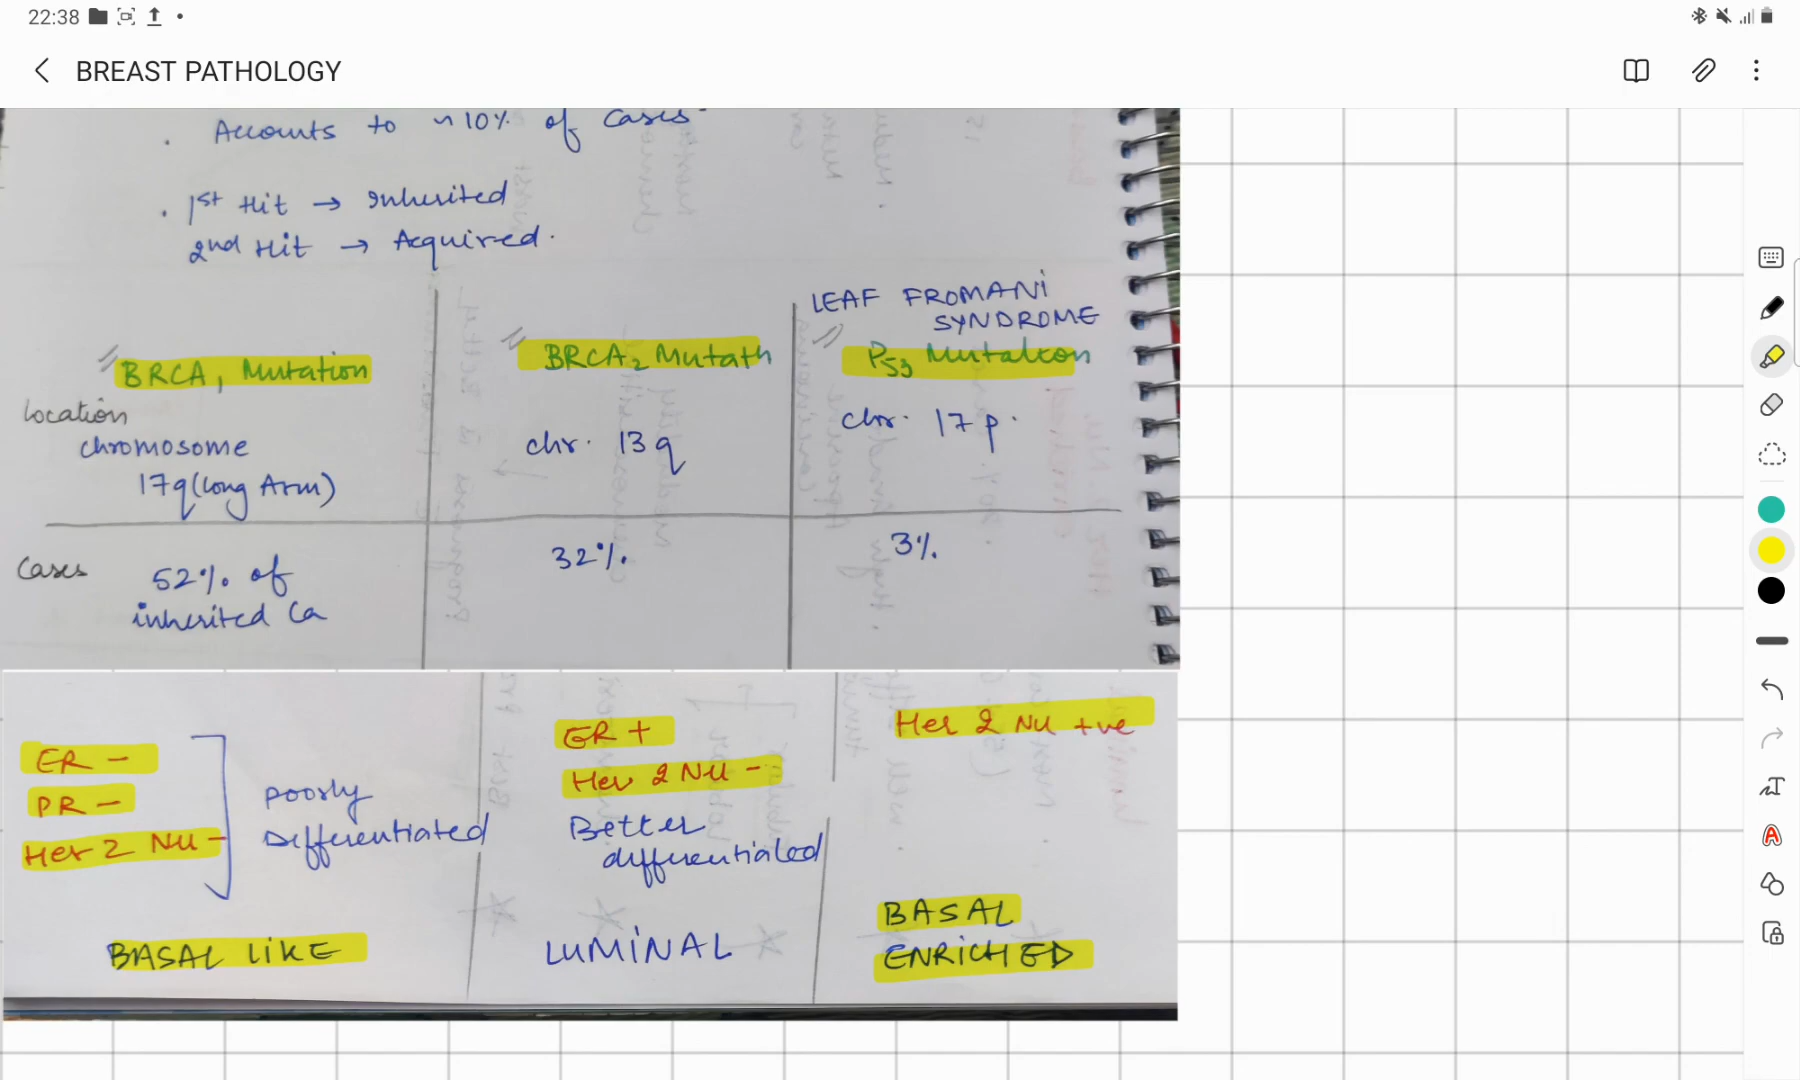 22:38
BREAST PATHOLOGY
. Accounts to ~10% of cases
. 1st Hit → Inherited
2nd Hit → Acquired.
LEAF FROMANI
SYNDROME
BRCA1 Mutation
BRCA2 Mutatn
P53 Mutation
location
chromosome
17q (long Arm)
chr. 13q
chr. 17p.
Cases
52% of
inherited Ca
32%.
3%.
ER -
PR -
Her 2 Nu -
Poorly
Differentiated
BASAL LIKE
ER +
Her 2 Nu -
Better
differentiated
LUMINAL
Her 2 Nu +ve
BASAL
ENRICHED